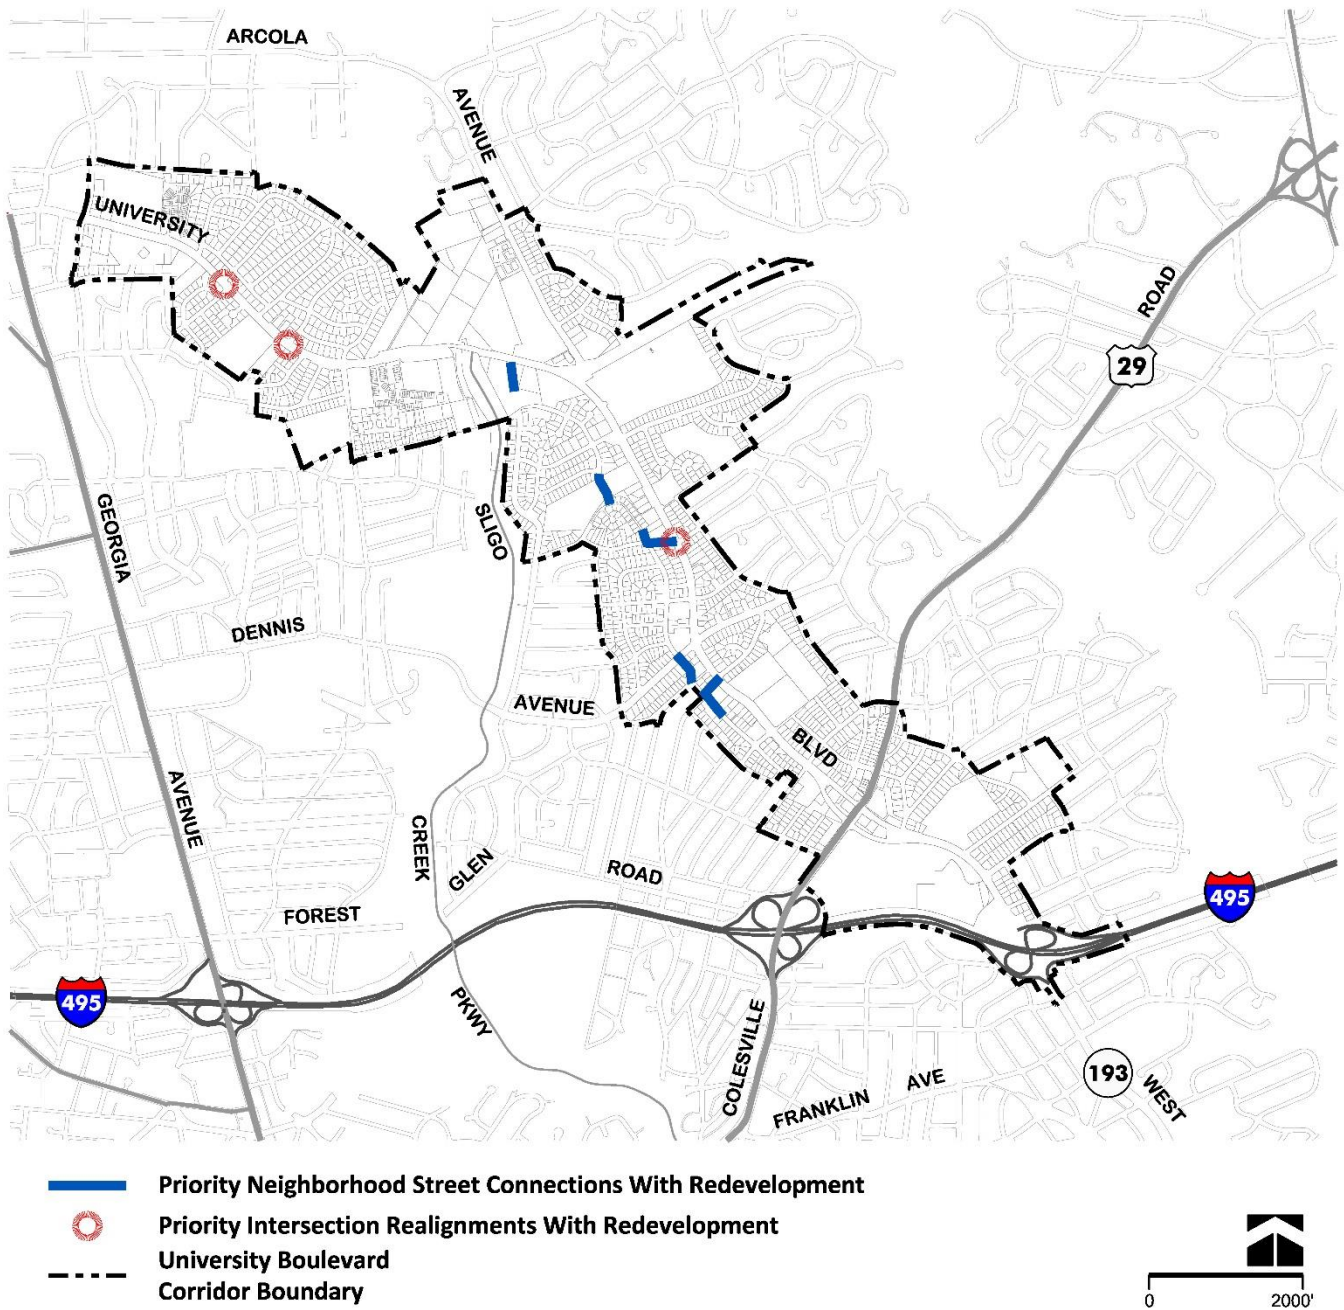 ARCOLA
AVENUE
UNIVERSITY
ROAD
29
GEORGIA
SLIGO
DENNIS
AVENUE
BLVD
AVENUE
CREEK
GLEN
ROAD
FOREST
495
495
PKWY
COLESVILLE
FRANKLIN AVE
193
WEST
Priority Neighborhood Street Connections With Redevelopment
Priority Intersection Realignments With Redevelopment
University Boulevard
Corridor Boundary
0 2000'